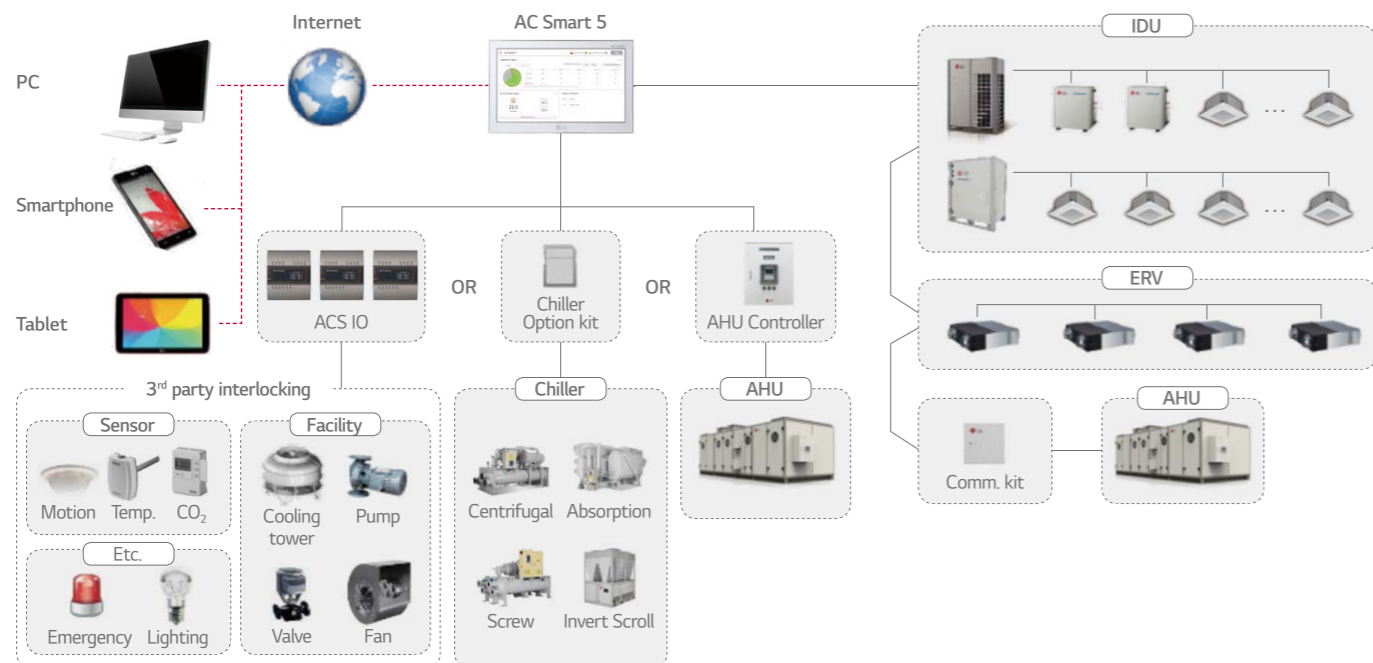 Internet
AC Smart 5
IDU
PC
Smartphone
Tablet
ACS IO
OR
Chiller
Option kit
OR
AHU Controller
ERV
3rd party interlocking
Sensor
Motion
Temp.
CO2
Etc.
Emergency
Lighting
Facility
Cooling
tower
Pump
Valve
Fan
Chiller
Centrifugal
Absorption
Screw
Invert Scroll
AHU
Comm. kit
AHU